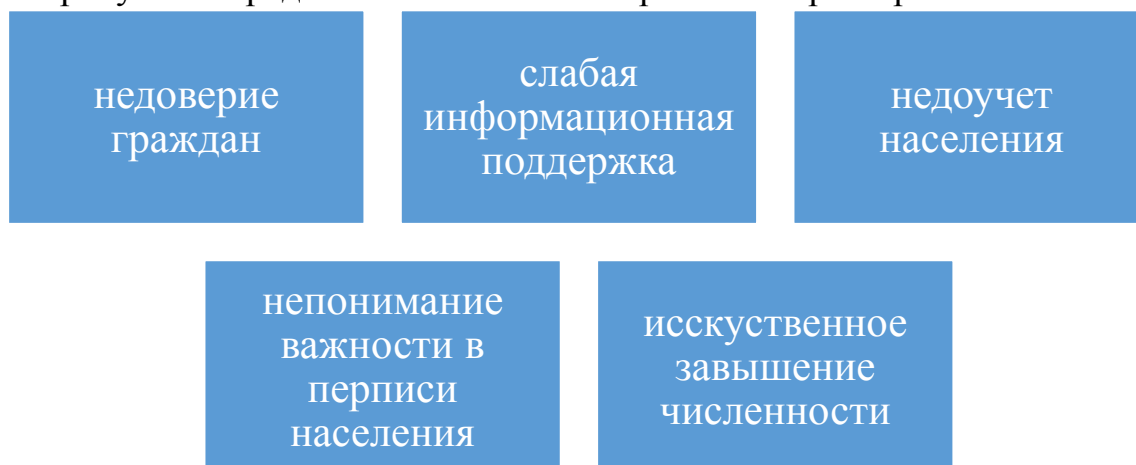 недоверие
граждан
слабая
информационная
поддержка
недоучет
населения
непонимание
важности в
перписи
населения
исскуственное
завышение
численности